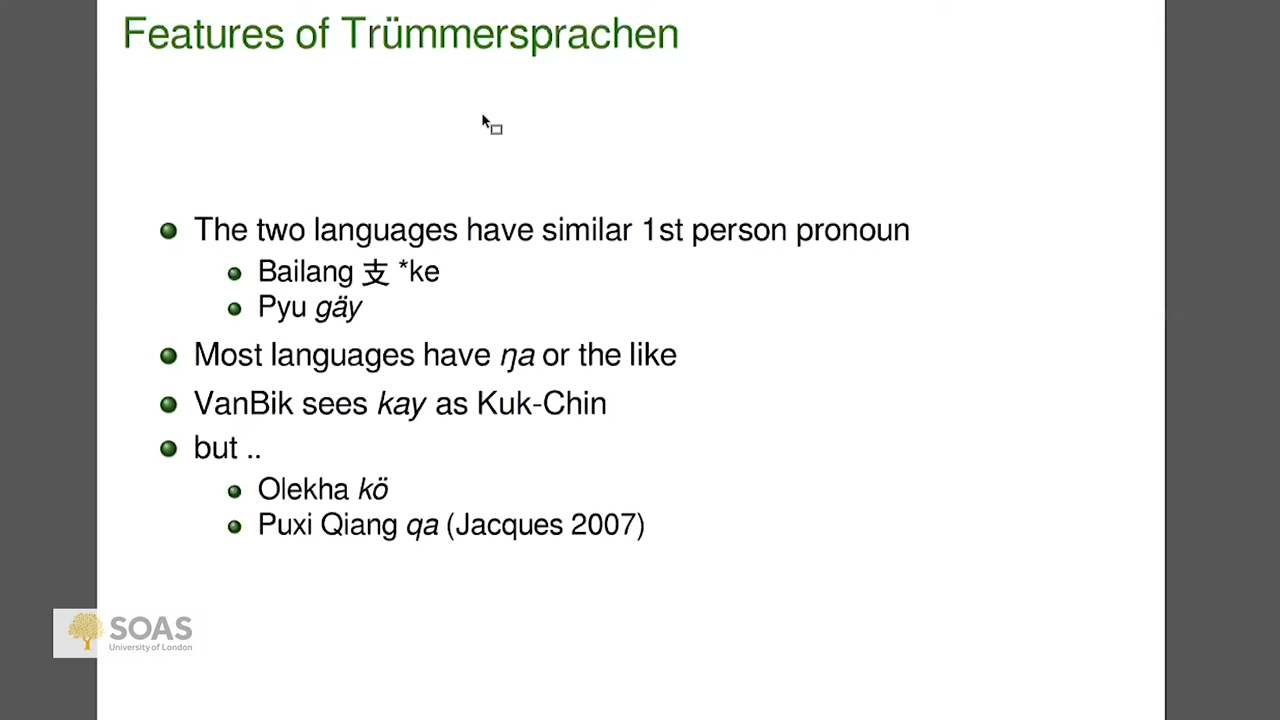 Features of Trümmersprachen
The two languages have similar 1st person pronoun
Bailang 支 *ke
Pyu gäy
Most languages have ŋa or the like
VanBik sees kay as Kuk-Chin
but ..
Olekha kö
Puxi Qiang qa (Jacques 2007)
SOAS
University of London